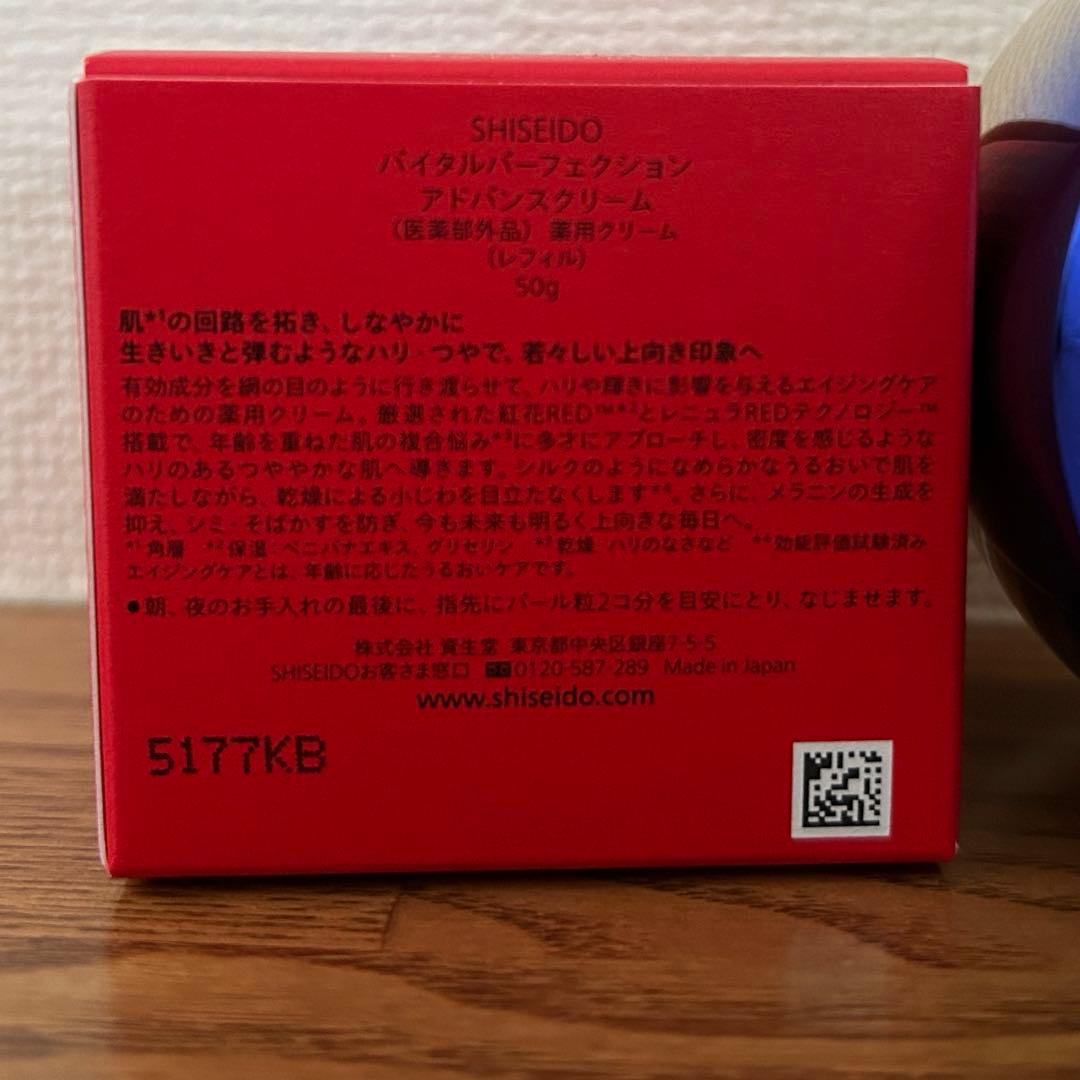 SHISEIDO
バイタルパーフェクション
アドバンスクリーム
（医薬部外品） 薬用クリーム
（レフィル）
50g
肌*¹の回路を拓き、しなやかに
生きいきと弾むようなハリ・つやで、若々しい上向き印象へ
有効成分を網の目のように行き渡らせて、ハリや輝きに影響を与えるエイジングケア
のための薬用クリーム。厳選された紅花RED™*²とレニュラREDテクノロジー™
搭載で、年齢を重ねた肌の複合悩み*³に多才にアプローチし、密度を感じるような
ハリのあるつややかな肌へ導きます。シルクのようになめらかなうるおいで肌を
満たしながら、乾燥による小じわを目立たなくします*⁴。さらに、メラニンの生成を
抑え、シミ・そばかすを防ぎ、今も未来も明るく上向きな毎日へ。
*¹ 角層 *² 保湿：ベニバナエキス、グリセリン *³ 乾燥・ハリのなさなど *⁴ 効能評価試験済み
エイジングケアとは、年齢に応じたうるおいケアです。
●朝、夜のお手入れの最後に、指先にパール粒2コ分を目安にとり、なじませます。
株式会社 資生堂 東京都中央区銀座7-5-5
SHISEIDOお客さま窓口 0120-587-289 Made in Japan
www.shiseido.com
5177KB